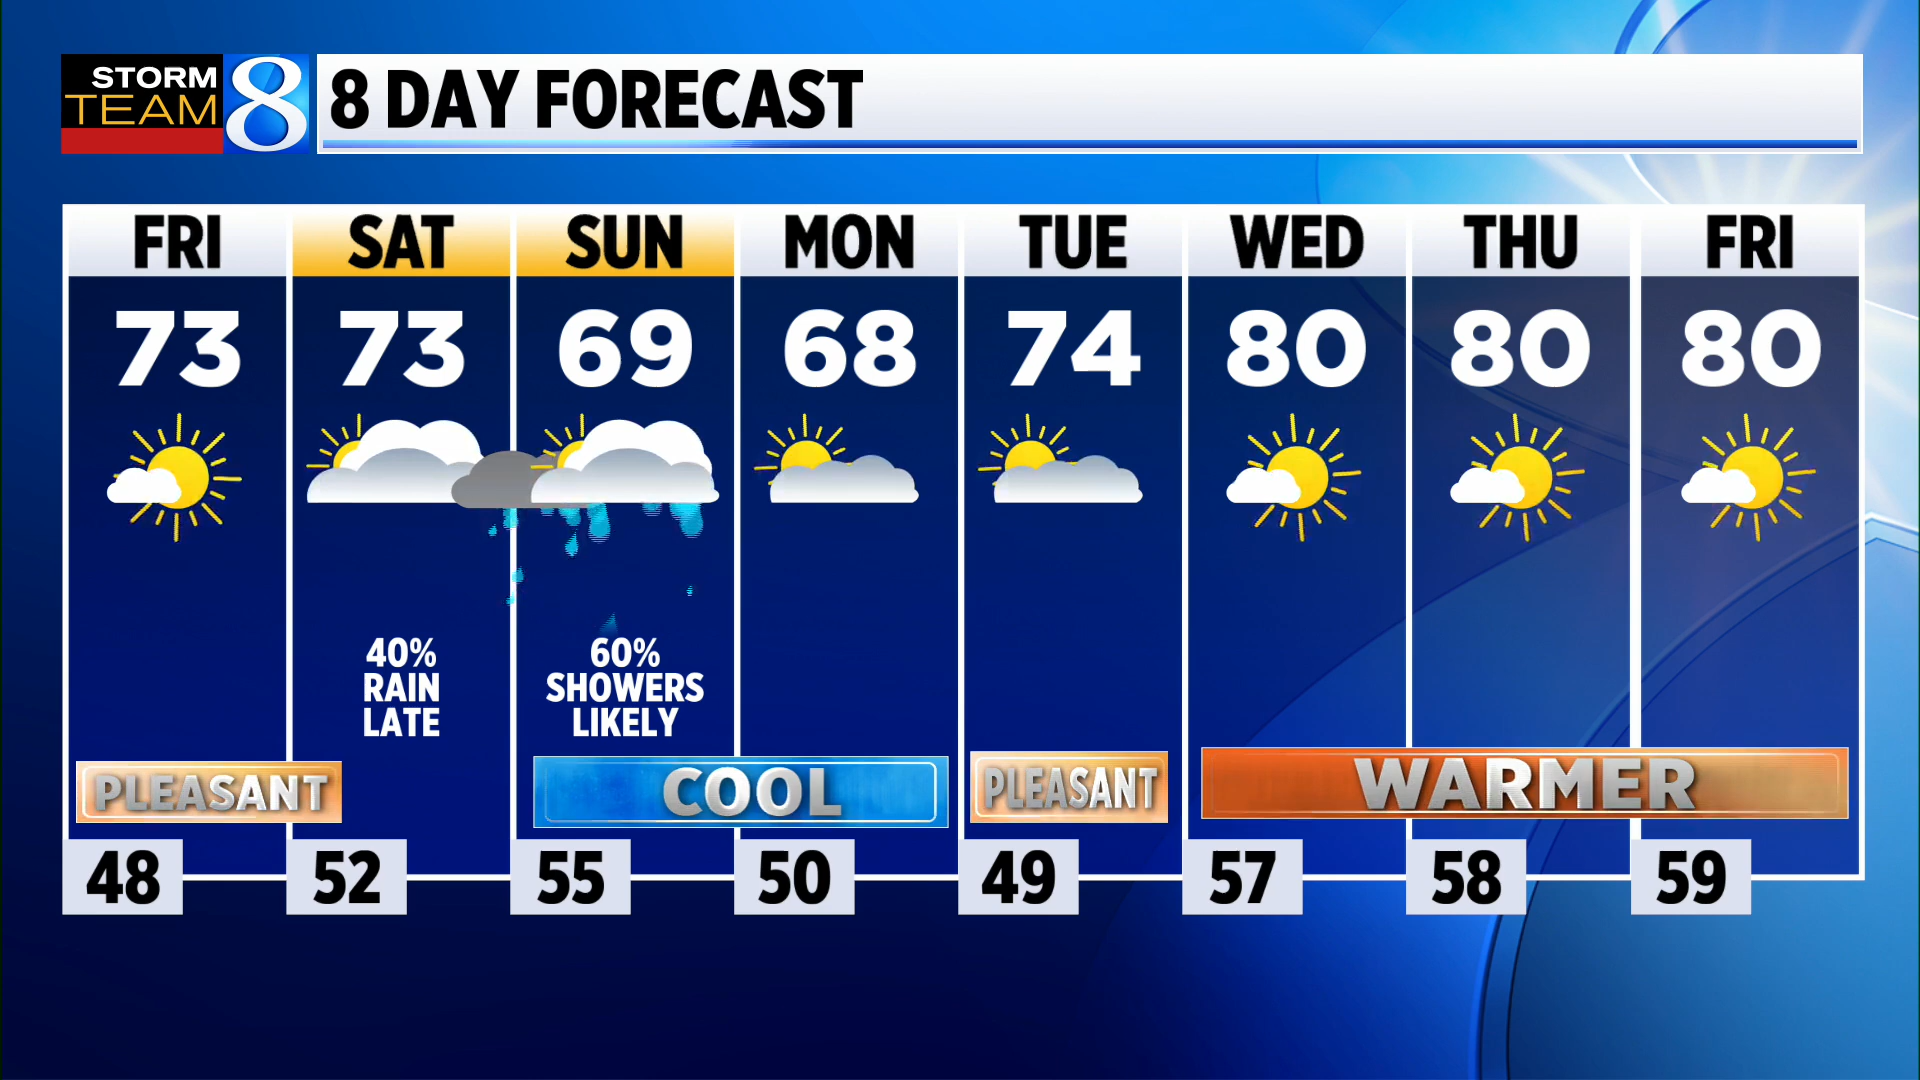 STORM
TEAM
8
8 DAY FORECAST
FRI SAT SUN MON TUE WED THU FRI
73 73 69 68 74 80 80 80
40%
RAIN
LATE
60%
SHOWERS
LIKELY
PLEASANT COOL PLEASANT WARMER
48 52 55 50 49 57 58 59